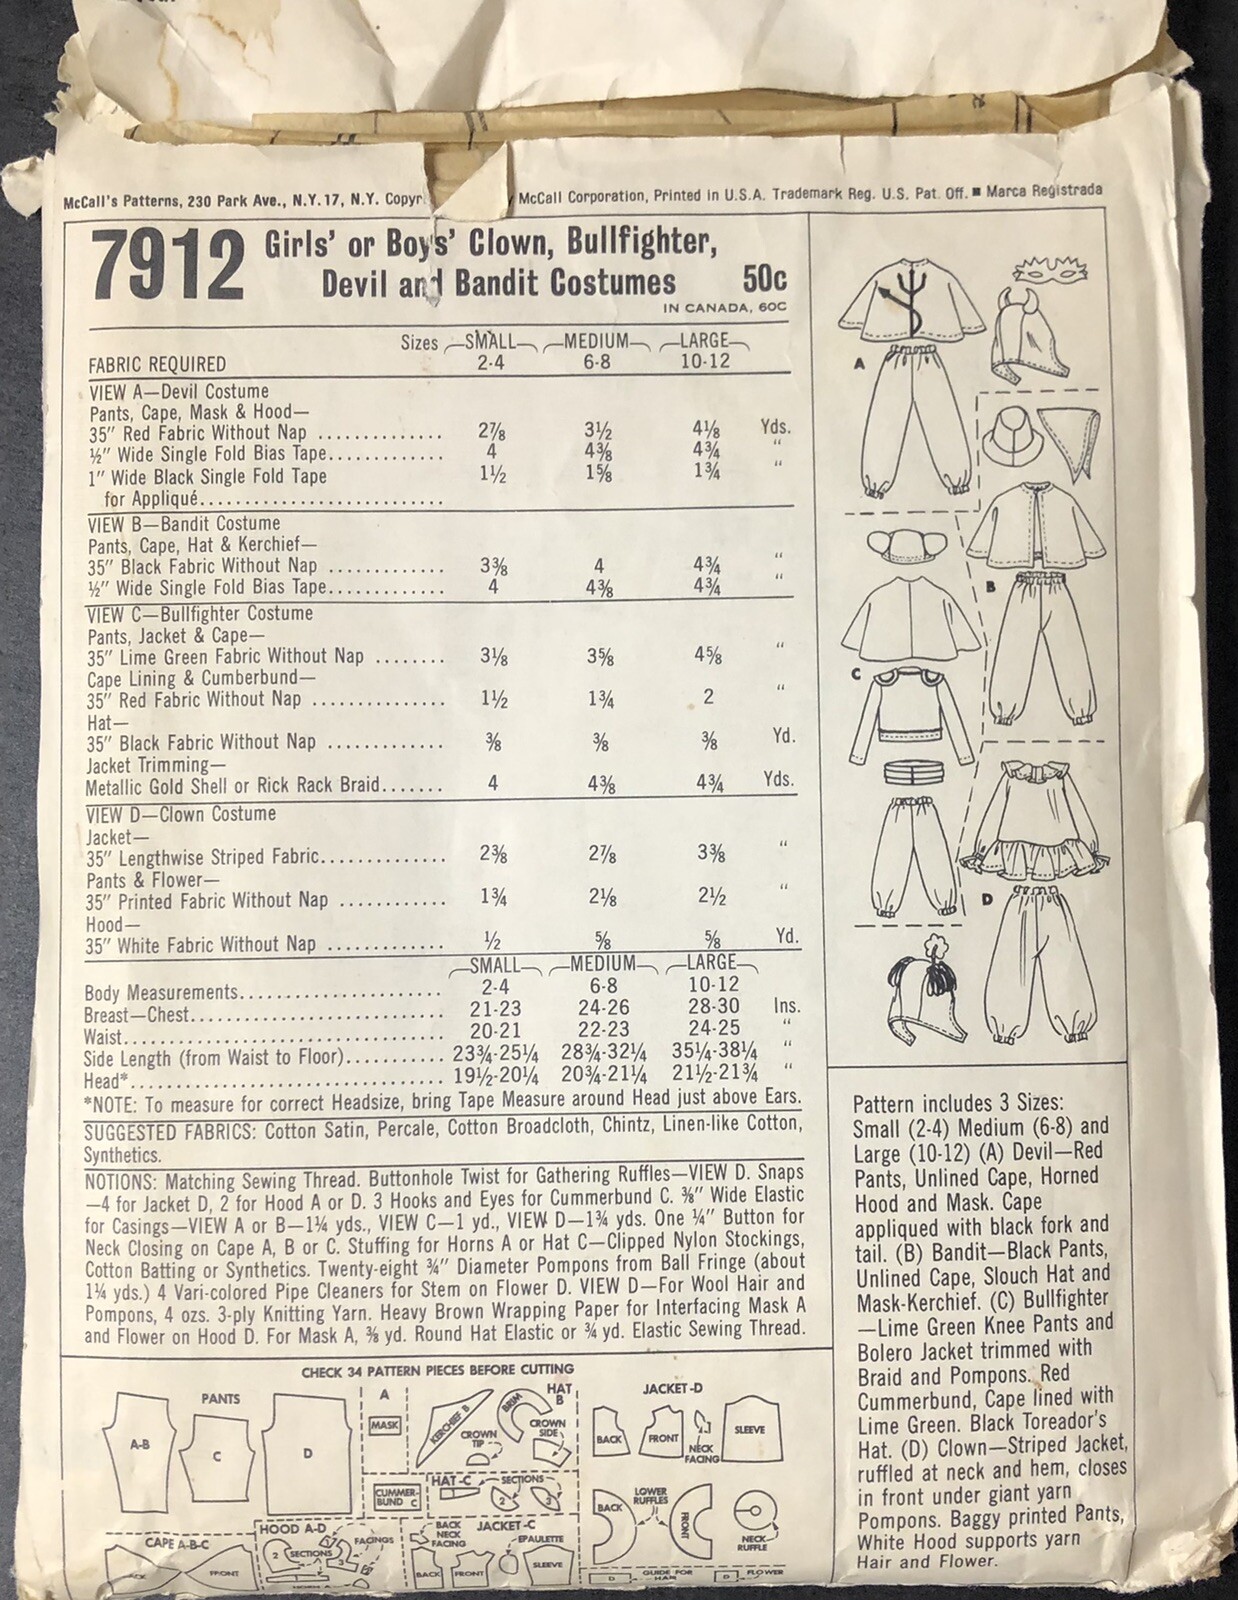 McCall's Patterns, 230 Park Ave., N.Y. 17, N.Y. Copyr McCall Corporation, Printed in U.S.A. Trademark Reg. U.S. Pat. Off. ■ Marca Registrada
7912 Girls' or Boys' Clown, Bullfighter,
Devil and Bandit Costumes 50c
IN CANADA, 60C
Sizes SMALL MEDIUM LARGE
FABRIC REQUIRED 2-4 6-8 10-12
VIEW A—Devil Costume
Pants, Cape, Mask & Hood—
35" Red Fabric Without Nap .............. 2⅞ 3½ 4⅛ Yds.
½" Wide Single Fold Bias Tape............. 4 4⅜ 4¾ "
1" Wide Black Single Fold Tape 1½ 1⅝ 1¾ "
for Appliqué...........................
VIEW B—Bandit Costume
Pants, Cape, Hat & Kerchief—
35" Black Fabric Without Nap ............. 3⅜ 4 4¾ "
½" Wide Single Fold Bias Tape............. 4 4⅜ 4¾ "
VIEW C—Bullfighter Costume
Pants, Jacket & Cape—
35" Lime Green Fabric Without Nap ........ 3⅛ 3⅝ 4⅝ "
Cape Lining & Cumberbund—
35" Red Fabric Without Nap ............... 1½ 1¾ 2 "
Hat—
35" Black Fabric Without Nap ............. ⅜ ⅜ ⅜ Yd.
Jacket Trimming—
Metallic Gold Shell or Rick Rack Braid....... 4 4⅜ 4¾ Yds.
VIEW D—Clown Costume
Jacket—
35" Lengthwise Striped Fabric.............. 2⅜ 2⅞ 3⅜ "
Pants & Flower—
35" Printed Fabric Without Nap ............ 1¾ 2⅛ 2½ "
Hood—
35" White Fabric Without Nap ............. ½ ⅝ ⅝ Yd.
SMALL MEDIUM LARGE
Body Measurements....................... 2-4 6-8 10-12
Breast—Chest............................. 21-23 24-26 28-30 Ins.
Waist.................................... 20-21 22-23 24-25 "
Side Length (from Waist to Floor)........... 23¾-25¼ 28¾-32¼ 35¼-38¼ "
Head*.................................... 19½-20¼ 20¾-21¼ 21½-21¾ "
*NOTE: To measure for correct Headsize, bring Tape Measure around Head just above Ears.
SUGGESTED FABRICS: Cotton Satin, Percale, Cotton Broadcloth, Chintz, Linen-like Cotton,
Synthetics.
NOTIONS: Matching Sewing Thread. Buttonhole Twist for Gathering Ruffles—VIEW D. Snaps
—4 for Jacket D, 2 for Hood A or D. 3 Hooks and Eyes for Cummerbund C. ⅜" Wide Elastic
for Casings—VIEW A or B—1¼ yds., VIEW C—1 yd., VIEW D—1¾ yds. One ¼" Button for
Neck Closing on Cape A, B or C. Stuffing for Horns A or Hat C—Clipped Nylon Stockings,
Cotton Batting or Synthetics. Twenty-eight ¾" Diameter Pompons from Ball Fringe (about
1¼ yds.) 4 Vari-colored Pipe Cleaners for Stem on Flower D. VIEW D—For Wool Hair and
Pompons, 4 ozs. 3-ply Knitting Yarn. Heavy Brown Wrapping Paper for Interfacing Mask A
and Flower on Hood D. For Mask A, ⅜ yd. Round Hat Elastic or ¾ yd. Elastic Sewing Thread.
A
B
C
D
Pattern includes 3 Sizes:
Small (2-4) Medium (6-8) and
Large (10-12) (A) Devil—Red
Pants, Unlined Cape, Horned
Hood and Mask. Cape
appliqued with black fork and
tail. (B) Bandit—Black Pants,
Unlined Cape, Slouch Hat and
Mask-Kerchief. (C) Bullfighter
—Lime Green Knee Pants and
Bolero Jacket trimmed with
Braid and Pompons. Red
Cummerbund, Cape lined with
Lime Green. Black Toreador's
Hat. (D) Clown—Striped Jacket,
ruffled at neck and hem, closes
in front under giant yarn
Pompons. Baggy printed Pants,
White Hood supports yarn
Hair and Flower.
CHECK 34 PATTERN PIECES BEFORE CUTTING
PANTS
A-B
C
D
A
MASK
CUMMER-
BUND C
KERCHIEF B
BRIM
HAT
B
CROWN
TIP
CROWN
SIDE
HAT-C
SECTIONS
2
3
JACKET-D
BACK
FRONT
NECK
FACING
SLEEVE
BACK
LOWER
RUFFLES
FRONT
NECK
RUFFLE
CAPE A-B-C
FRONT
HOOD A-D
FACINGS
2
SECTIONS
3
BACK
NECK
FACING
JACKET-C
EPAULETTE
BACK
FRONT
SLEEVE
D
GUIDE FOR
D
FLOWER